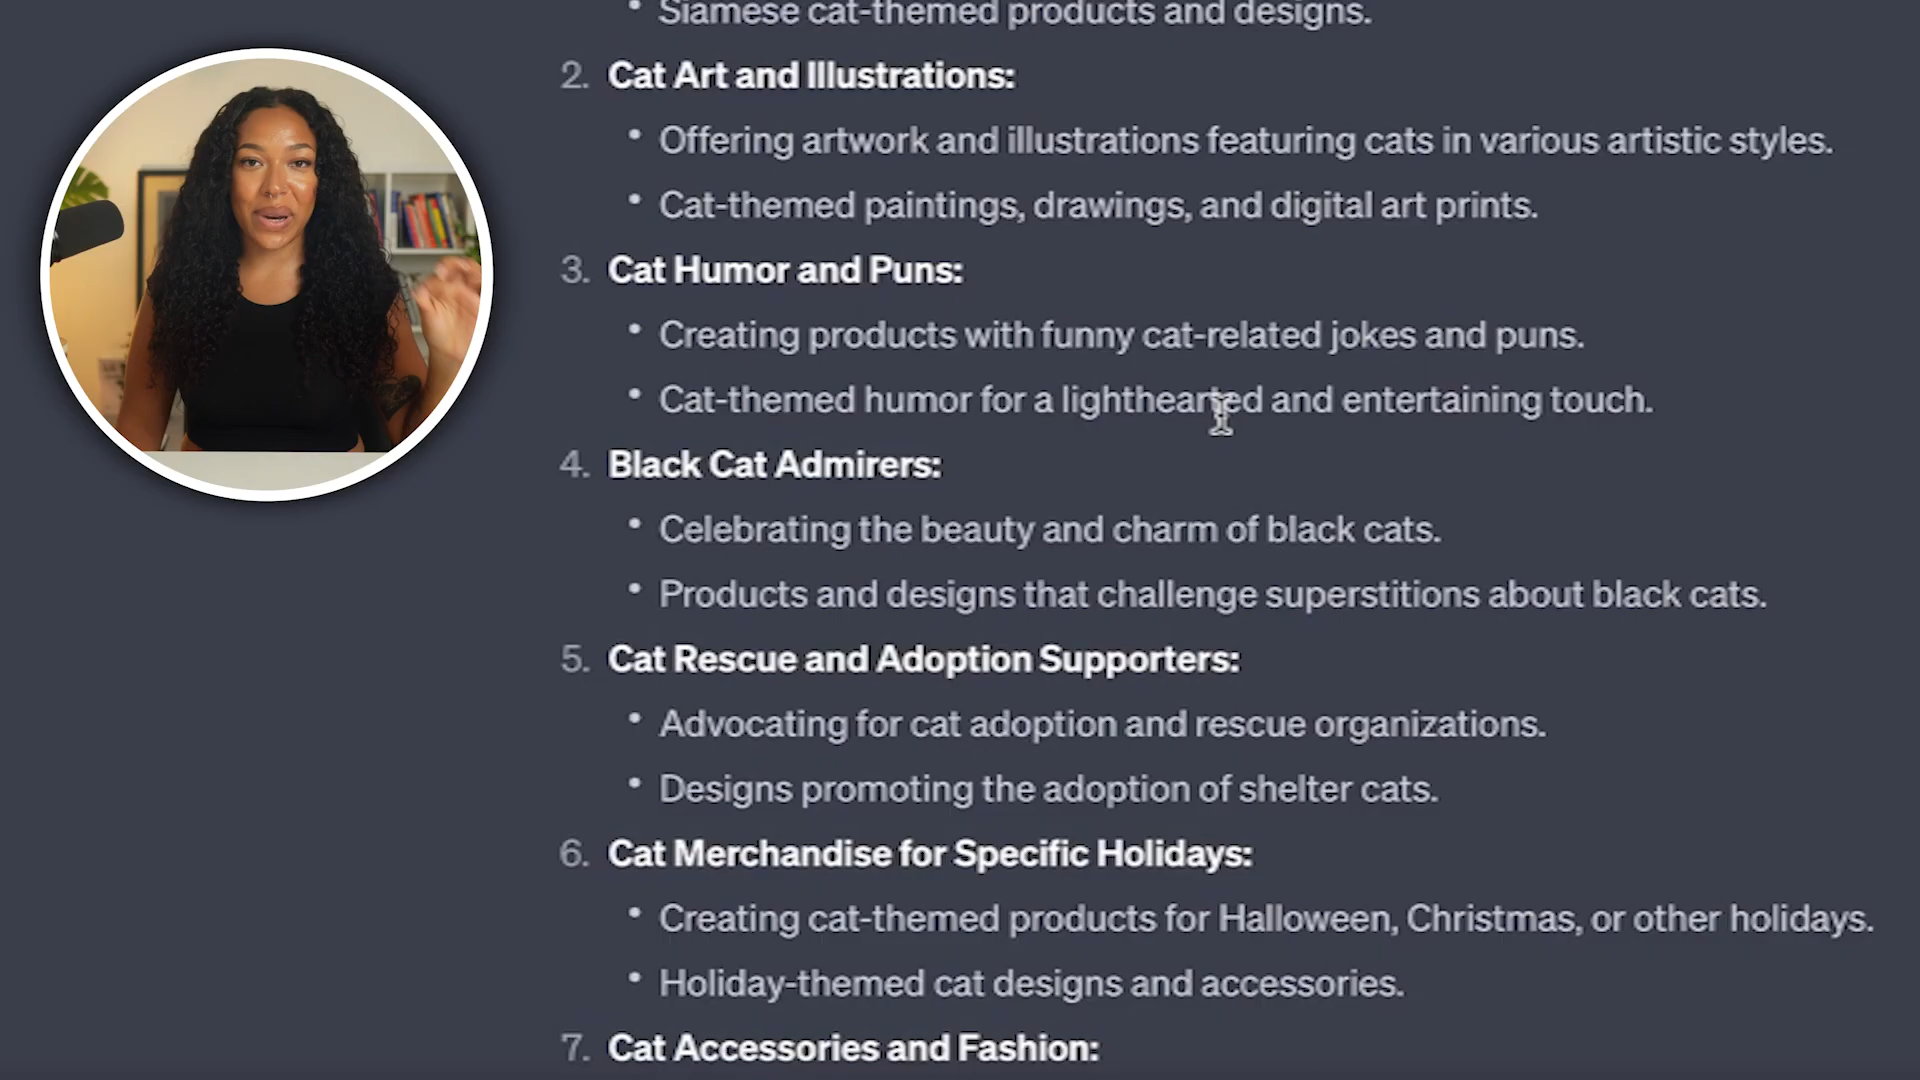 Siamese cat-themed products and designs.
2. Cat Art and Illustrations:
Offering artwork and illustrations featuring cats in various artistic styles.
Cat-themed paintings, drawings, and digital art prints.
3. Cat Humor and Puns:
Creating products with funny cat-related jokes and puns.
Cat-themed humor for a lighthearted and entertaining touch.
4. Black Cat Admirers:
Celebrating the beauty and charm of black cats.
Products and designs that challenge superstitions about black cats.
5. Cat Rescue and Adoption Supporters:
Advocating for cat adoption and rescue organizations.
Designs promoting the adoption of shelter cats.
6. Cat Merchandise for Specific Holidays:
Creating cat-themed products for Halloween, Christmas, or other holidays.
Holiday-themed cat designs and accessories.
7. Cat Accessories and Fashion: